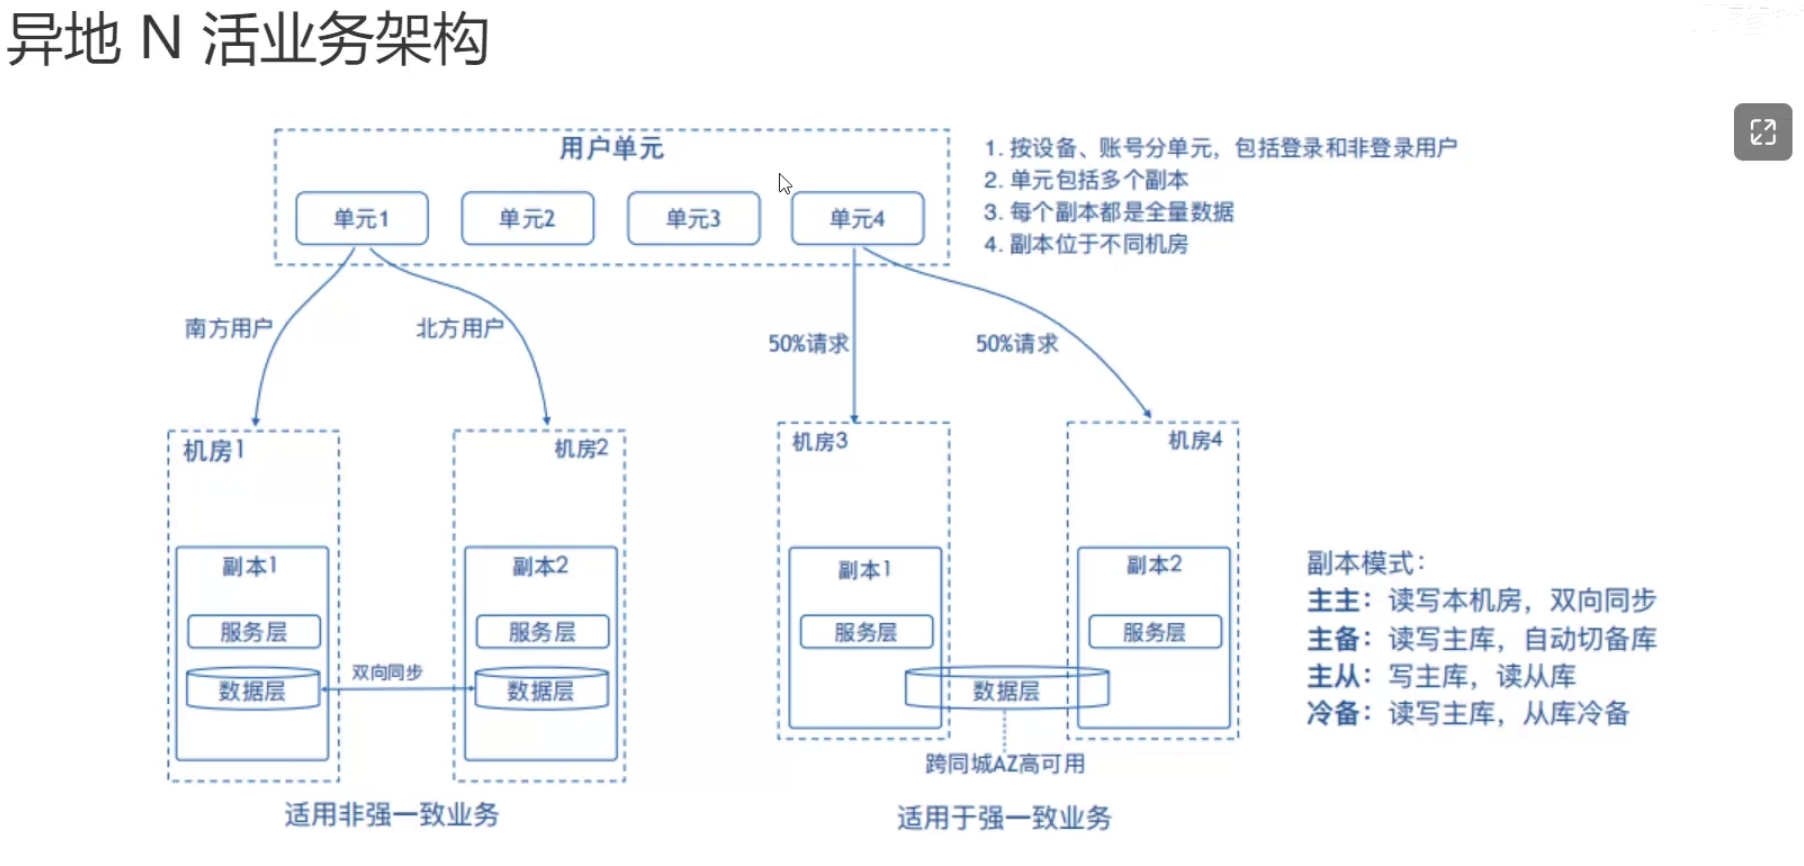 异地 N 活业务架构
用户单元
单元1
单元2
单元3
单元4
1. 按设备、账号分单元，包括登录和非登录用户
2. 单元包括多个副本
3. 每个副本都是全量数据
4. 副本位于不同机房
南方用户
北方用户
50%请求
50%请求
机房1
机房2
机房3
机房4
副本1
服务层
数据层
双向同步
副本2
服务层
数据层
副本1
服务层
副本2
服务层
数据层
跨同城AZ高可用
适用非强一致业务
适用于强一致业务
副本模式：
主主：读写本机房，双向同步
主备：读写主库，自动切备库
主从：写主库，读从库
冷备：读写主库，从库冷备